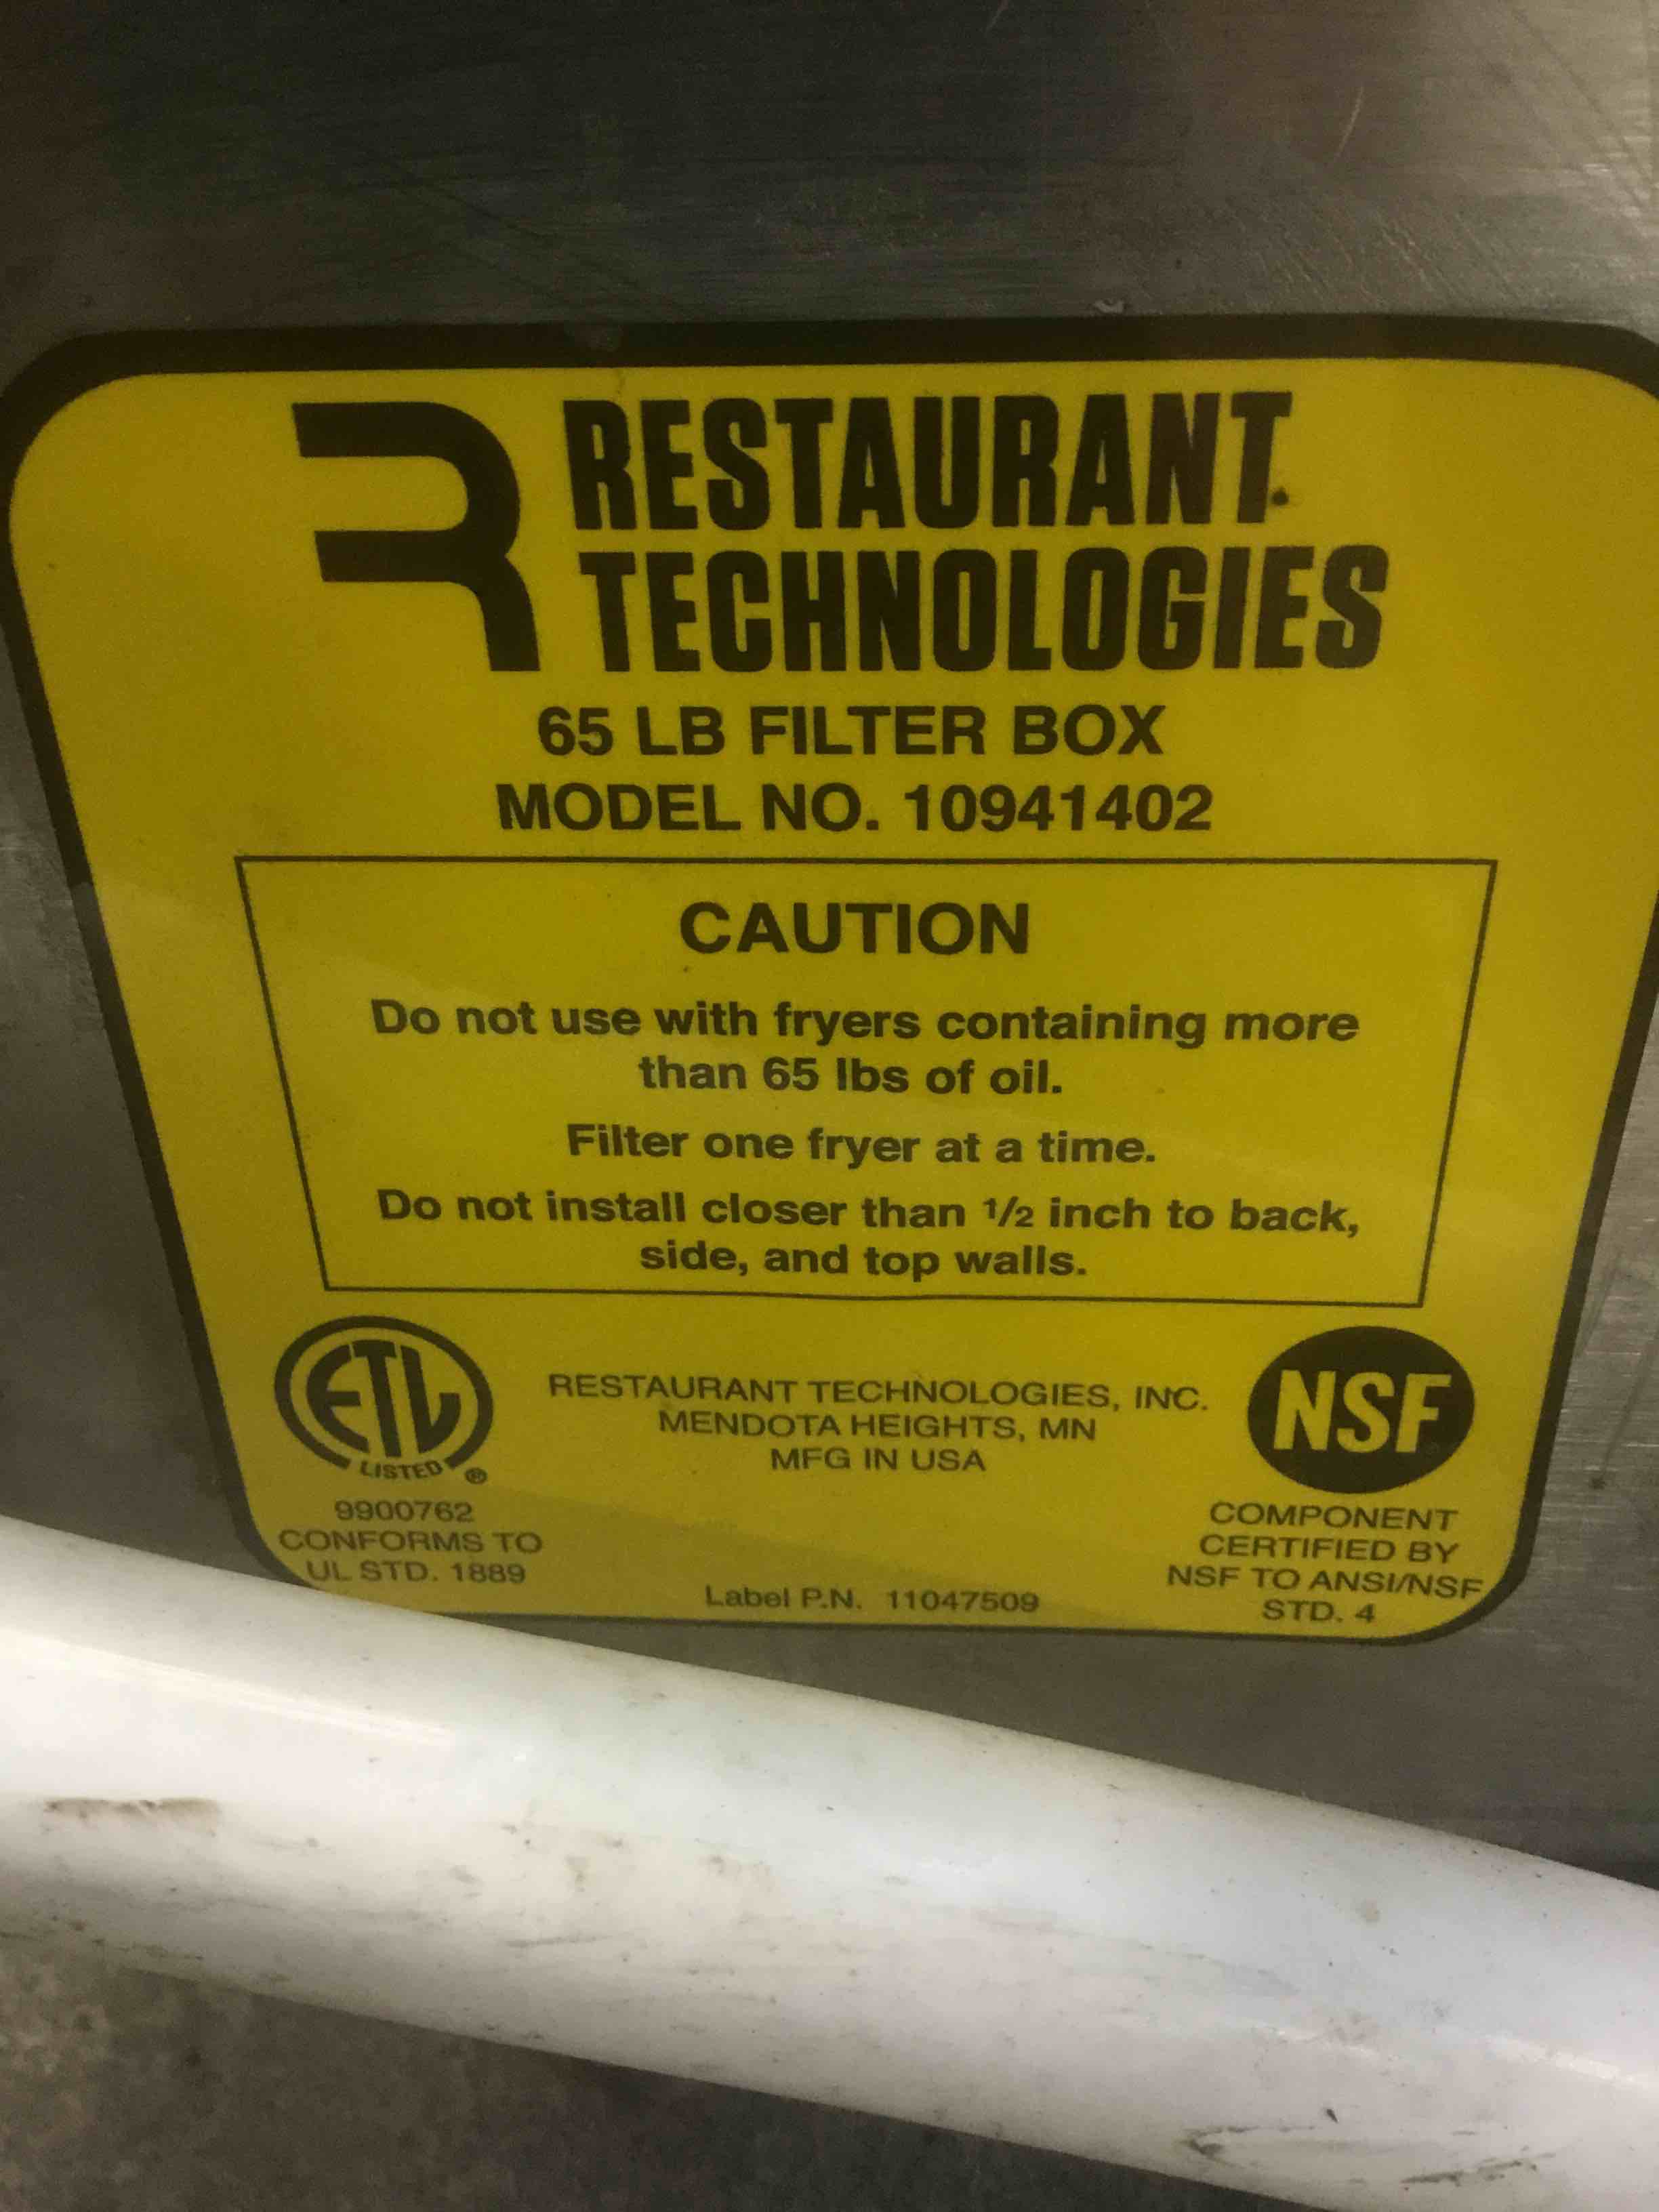 RESTAURANT
TECHNOLOGIES
65 LB FILTER BOX
MODEL NO. 10941402
CAUTION
Do not use with fryers containing more
than 65 lbs of oil.
Filter one fryer at a time.
Do not install closer than 1/2 inch to back,
side, and top walls.
ETL
LISTED ®
9900762
CONFORMS TO
UL STD. 1889
RESTAURANT TECHNOLOGIES, INC.
MENDOTA HEIGHTS, MN
MFG IN USA
Label P.N. 11047509
NSF
COMPONENT
CERTIFIED BY
NSF TO ANSI/NSF
STD. 4